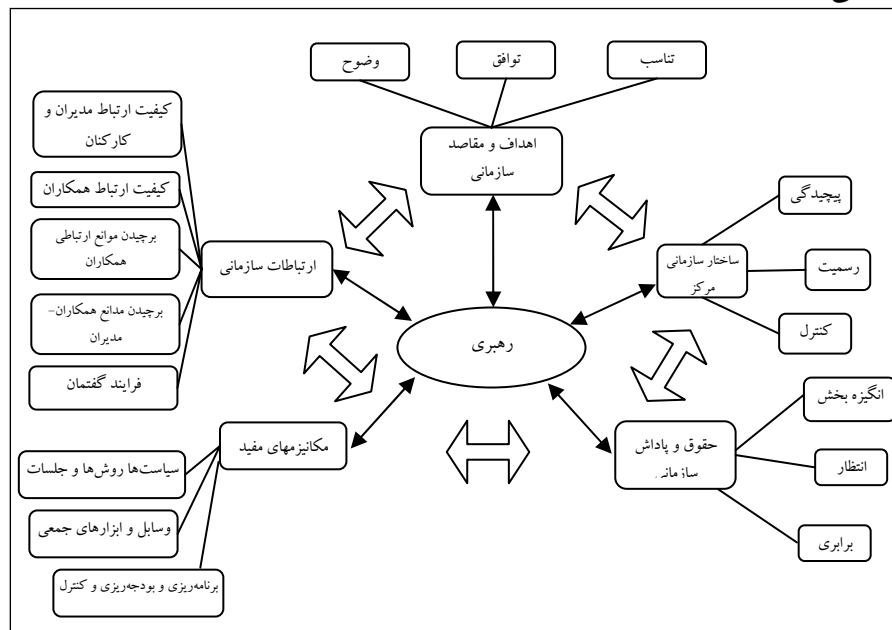 وضوح
توافق
تناسب
اهداف و مقاصد
سازمانی
کیفیت ارتباط مدیران و
کارکنان
کیفیت ارتباط همکاران
برچیدن موانع ارتباطی
همکاران
برچیدن مدانع همکاران-
مدیران
فرایند گفتمان
ارتباطات سازمانی
پیچیدگی
رسمیت
کنترل
ساختار سازمانی
مرکز
رهبری
انگیزه بخش
انتظار
برابری
حقوق و پاداش
سازمانی
مکانیزمهای مفید
سیاست‌ها روش‌ها و جلسات
وسایل و ابزارهای جمعی
برنامه‌ریزی و بودجه‌ریزی و کنترل